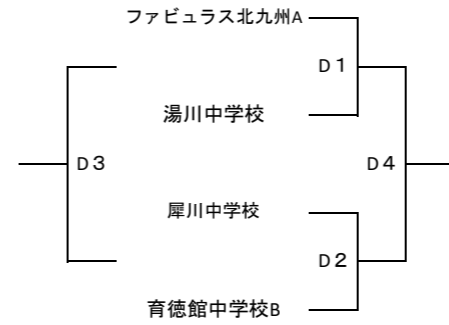 ファビュラス北九州A
D1
湯川中学校
D3
D4
犀川中学校
D2
育徳館中学校B